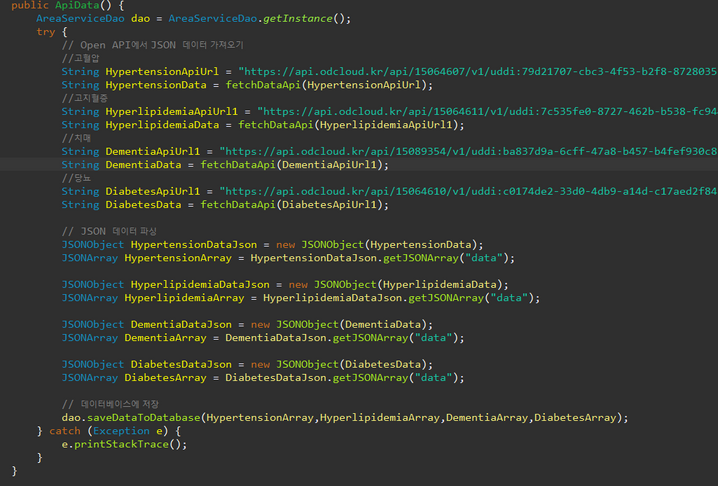 public ApiData() {
AreaServiceDao dao = AreaServiceDao.getInstance();
try {
// Open API에서 JSON 데이터 가져오기
//고혈압
String HypertensionApiUrl = "https://api.odcloud.kr/api/15064607/v1/uddi:79d21707-cbc3-4f53-b2f8-8728035
String HypertensionData = fetchDataApi(HypertensionApiUrl);
//고지혈증
String HyperlipidemiaApiUrl1 = "https://api.odcloud.kr/api/15064611/v1/uddi:7c535fe0-8727-462b-b538-fc94
String HyperlipidemiaData = fetchDataApi(HyperlipidemiaApiUrl1);
//치매
String DementiaApiUrl1 = "https://api.odcloud.kr/api/15089354/v1/uddi:ba837d9a-6cff-47a8-b457-b4fef930c8
String DementiaData = fetchDataApi(DementiaApiUrl1);
//당뇨
String DiabetesApiUrl1 = "https://api.odcloud.kr/api/15064610/v1/uddi:c0174de2-33d0-4db9-a14d-c17aed2f84
String DiabetesData = fetchDataApi(DiabetesApiUrl1);
// JSON 데이터 파싱
JSONObject HypertensionDataJson = new JSONObject(HypertensionData);
JSONArray HypertensionArray = HypertensionDataJson.getJSONArray("data");
JSONObject HyperlipidemiaDataJson = new JSONObject(HyperlipidemiaData);
JSONArray HyperlipidemiaArray = HyperlipidemiaDataJson.getJSONArray("data");
JSONObject DementiaDataJson = new JSONObject(DementiaData);
JSONArray DementiaArray = DementiaDataJson.getJSONArray("data");
JSONObject DiabetesDataJson = new JSONObject(DiabetesData);
JSONArray DiabetesArray = DiabetesDataJson.getJSONArray("data");
// 데이터베이스에 저장
dao.saveDataToDatabase(HypertensionArray,HyperlipidemiaArray,DementiaArray,DiabetesArray);
} catch (Exception e) {
e.printStackTrace();
}
}